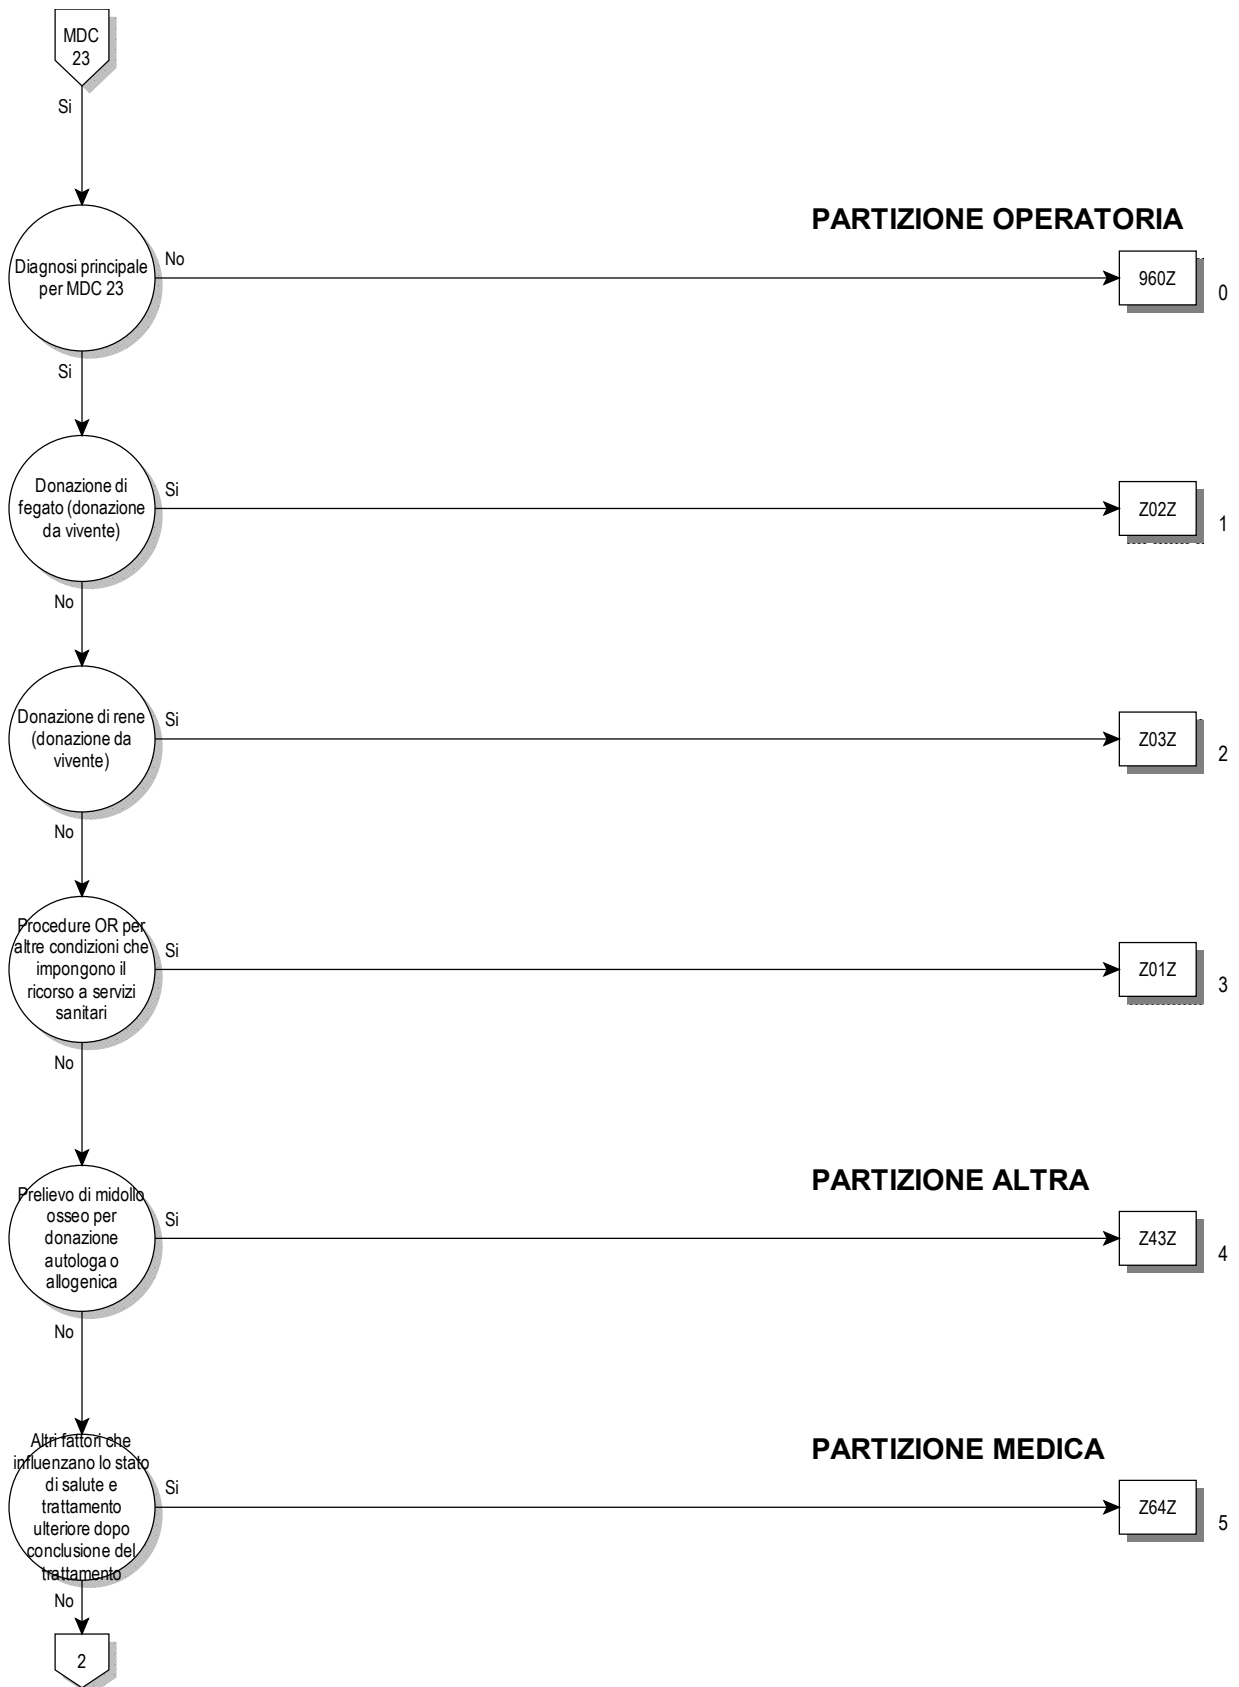 MDC
23
Si
PARTIZIONE OPERATORIA
Diagnosi principale
per MDC 23
No
960Z
0
Si
Donazione di
fegato (donazione
da vivente)
Si
Z02Z
1
No
Donazione di rene
(donazione da
vivente)
Si
Z03Z
2
No
Procedure OR per
altre condizioni che
impongono il
ricorso a servizi
sanitari
Si
Z01Z
3
No
PARTIZIONE ALTRA
Prelievo di midollo
osseo per
donazione
autologa o
allogenica
Si
Z43Z
4
No
PARTIZIONE MEDICA
Altri fattori che
influenzano lo stato
di salute e
trattamento
ulteriore dopo
conclusione del
trattamento
Si
Z64Z
5
No
2